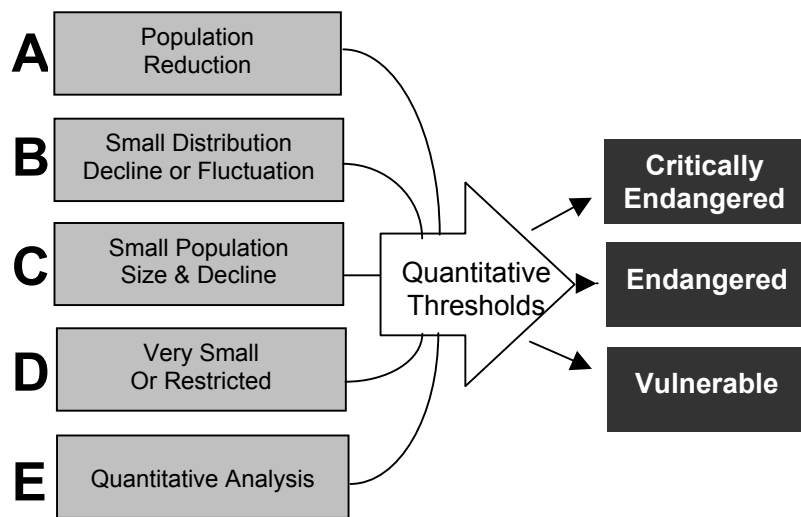 A
Population
Reduction
B
Small Distribution
Decline or Fluctuation
C
Small Population
Size & Decline
D
Very Small
Or Restricted
E
Quantitative Analysis
Quantitative
Thresholds
Critically
Endangered
Endangered
Vulnerable